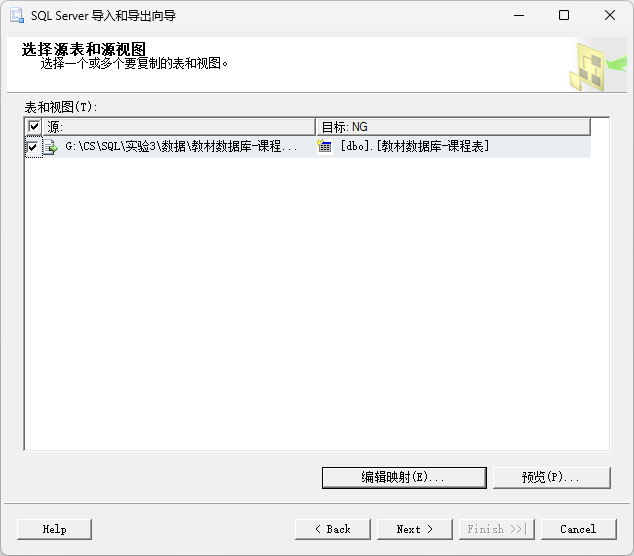 SQL Server 导入和导出向导
选择源表和源视图
选择一个或多个要复制的表和视图。
表和视图(T):
源: 目标: NG
G:\CS\SQL\实验3\数据\教材数据库-课程... [dbo].[教材数据库-课程表]
编辑映射(E)... 预览(P)...
Help < Back Next > Finish >>| Cancel